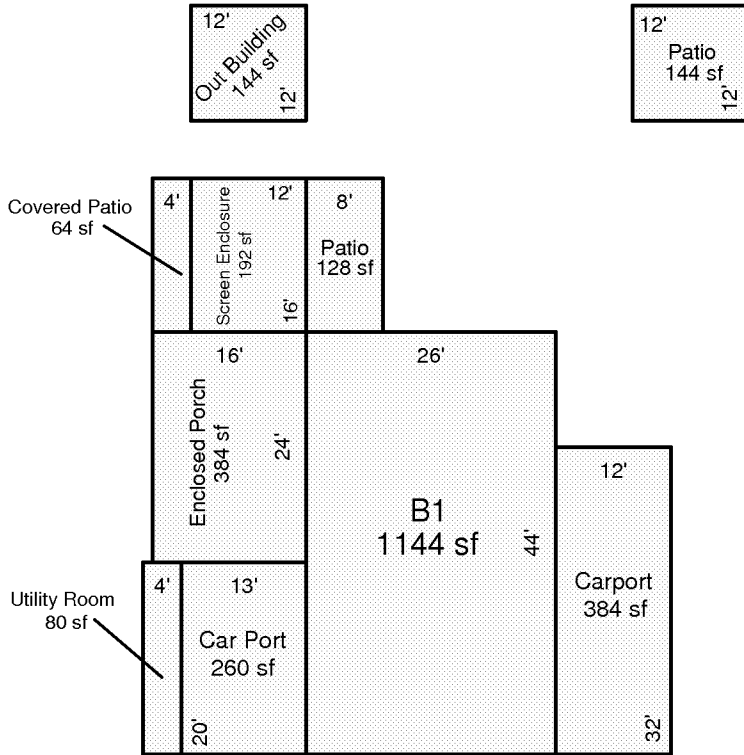 12'
Out Building
144 sf
12'
12'
Patio
144 sf
12'
Covered Patio
64 sf
4'
Screen Enclosure
192 sf
12'
16'
8'
Patio
128 sf
16'
Enclosed Porch
384 sf
24'
26'
B1
1144 sf
44'
12'
Carport
384 sf
32'
Utility Room
80 sf
4'
13'
Car Port
260 sf
20'